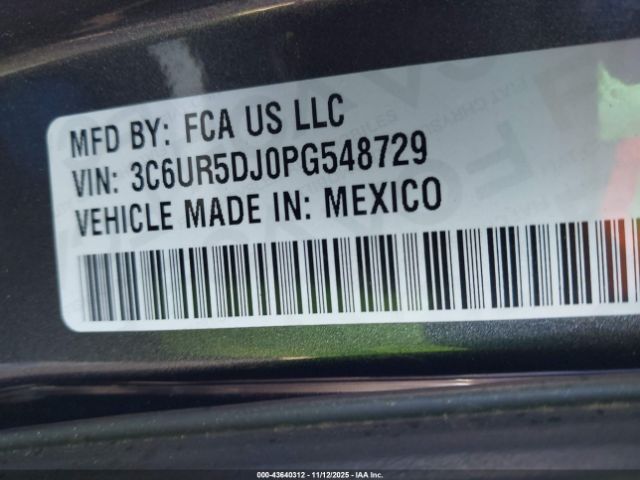 MFD BY: FCA US LLC
VIN: 3C6UR5DJ0PG548729
VEHICLE MADE IN: MEXICO
000-43640312 - 11/12/2025 - IAA Inc.